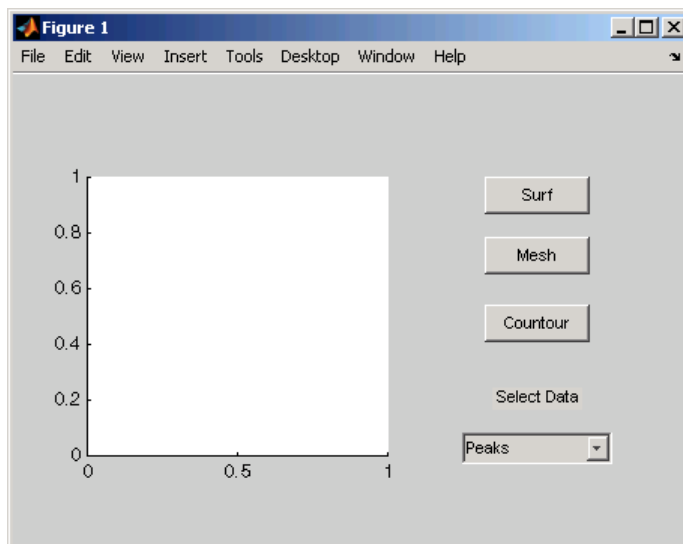 Figure 1
File Edit View Insert Tools Desktop Window Help
1
0.8
0.6
0.4
0.2
0
0 0.5 1
Surf
Mesh
Countour
Select Data
Peaks